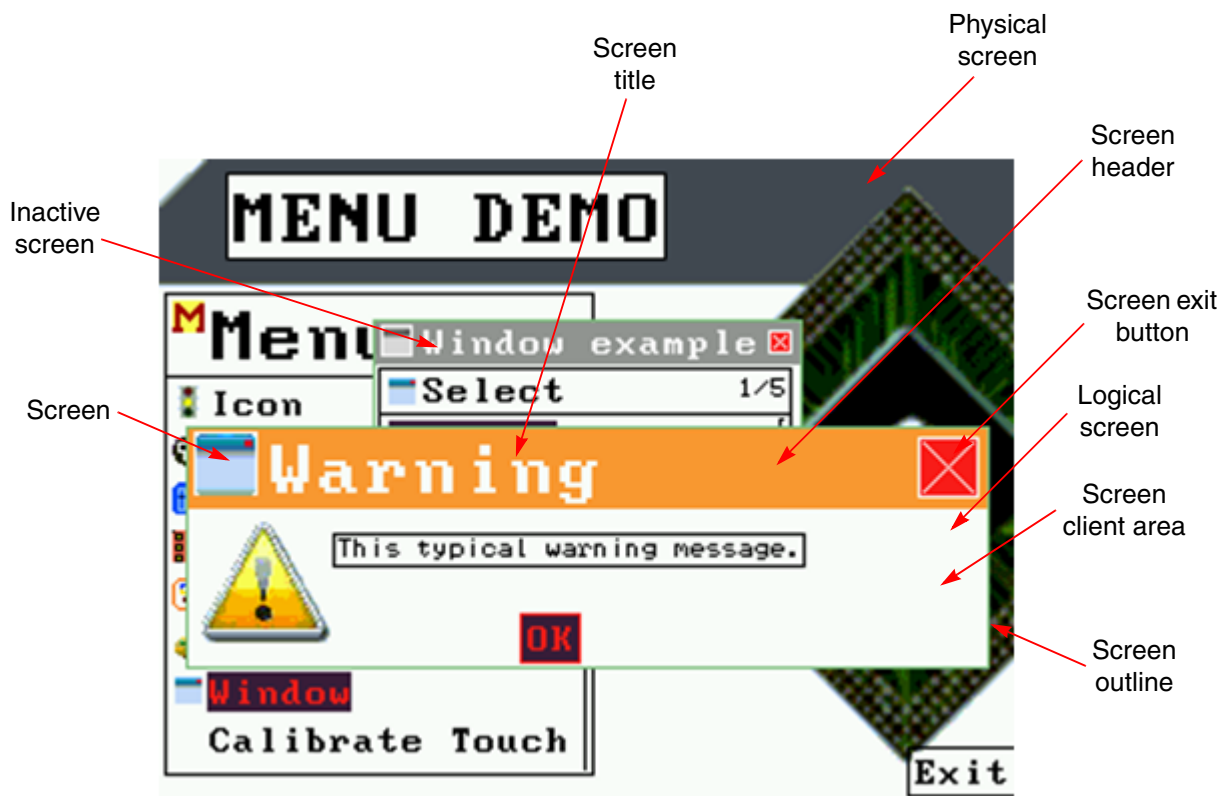 Physical
screen
Screen
title
Screen
header
MENU DEMO
Inactive
screen
M
Menu
Window example
Screen exit
button
Select 1/5
Icon
Screen
Logical
screen
Warning
Screen
client area
This typical warning message.
OK
Screen
outline
Window
Calibrate Touch
Exit